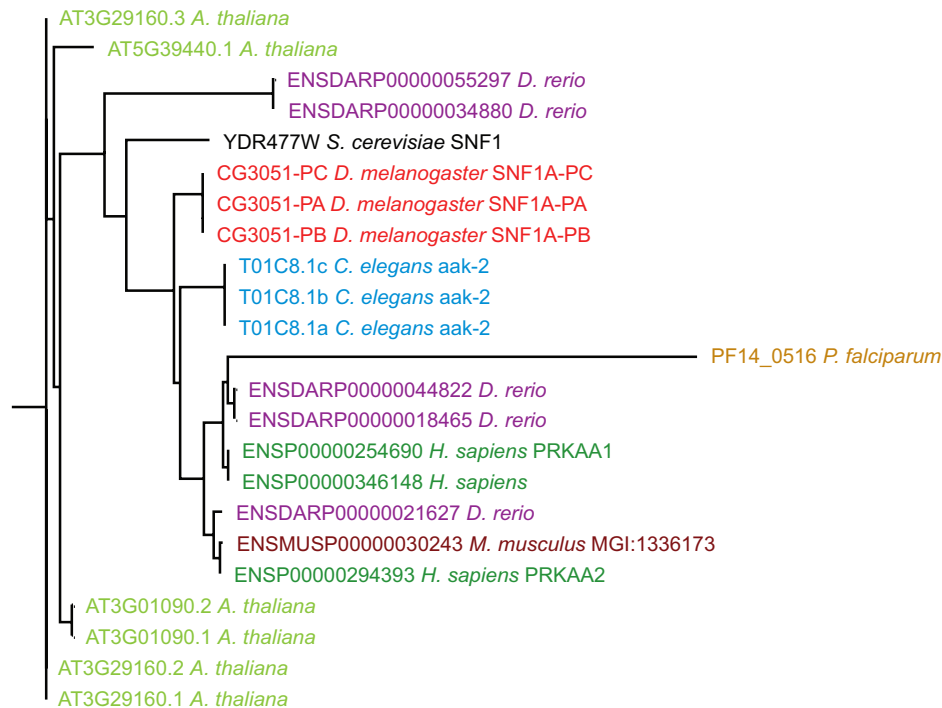 AT3G29160.3 A. thaliana
AT5G39440.1 A. thaliana
ENSDARP00000055297 D. rerio
ENSDARP00000034880 D. rerio
YDR477W S. cerevisiae SNF1
CG3051-PC D. melanogaster SNF1A-PC
CG3051-PA D. melanogaster SNF1A-PA
CG3051-PB D. melanogaster SNF1A-PB
T01C8.1c C. elegans aak-2
T01C8.1b C. elegans aak-2
T01C8.1a C. elegans aak-2
PF14_0516 P. falciparum
ENSDARP00000044822 D. rerio
ENSDARP00000018465 D. rerio
ENSP00000254690 H. sapiens PRKAA1
ENSP00000346148 H. sapiens
ENSDARP00000021627 D. rerio
ENSMUSP00000030243 M. musculus MGI:1336173
ENSP00000294393 H. sapiens PRKAA2
AT3G01090.2 A. thaliana
AT3G01090.1 A. thaliana
AT3G29160.2 A. thaliana
AT3G29160.1 A. thaliana